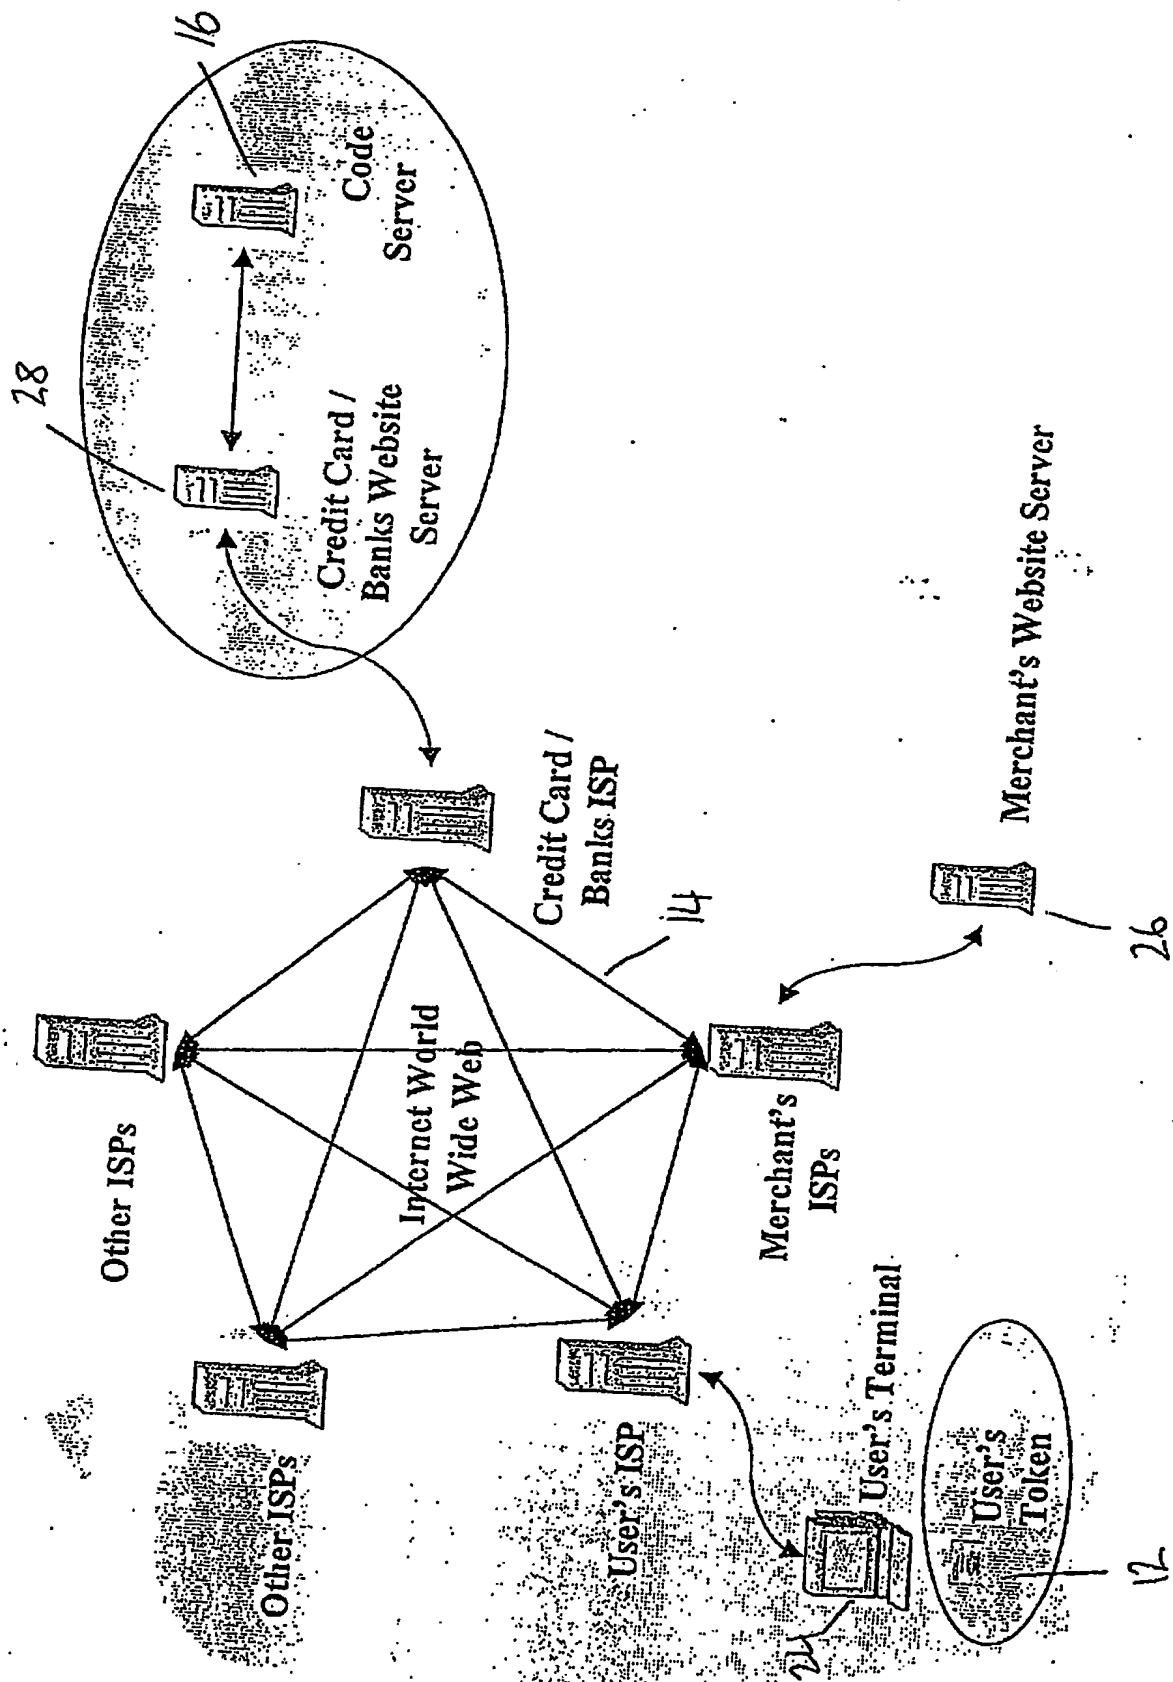 16
28
Code
Server
Credit Card /
Banks Website
Server
Other ISPs
Credit Card /
Banks ISP
14
Internet World
Wide Web
Merchant's Website Server
26
Merchant's
ISPs
Other ISPs
User's ISP
User's Terminal
24
User's
Token
12